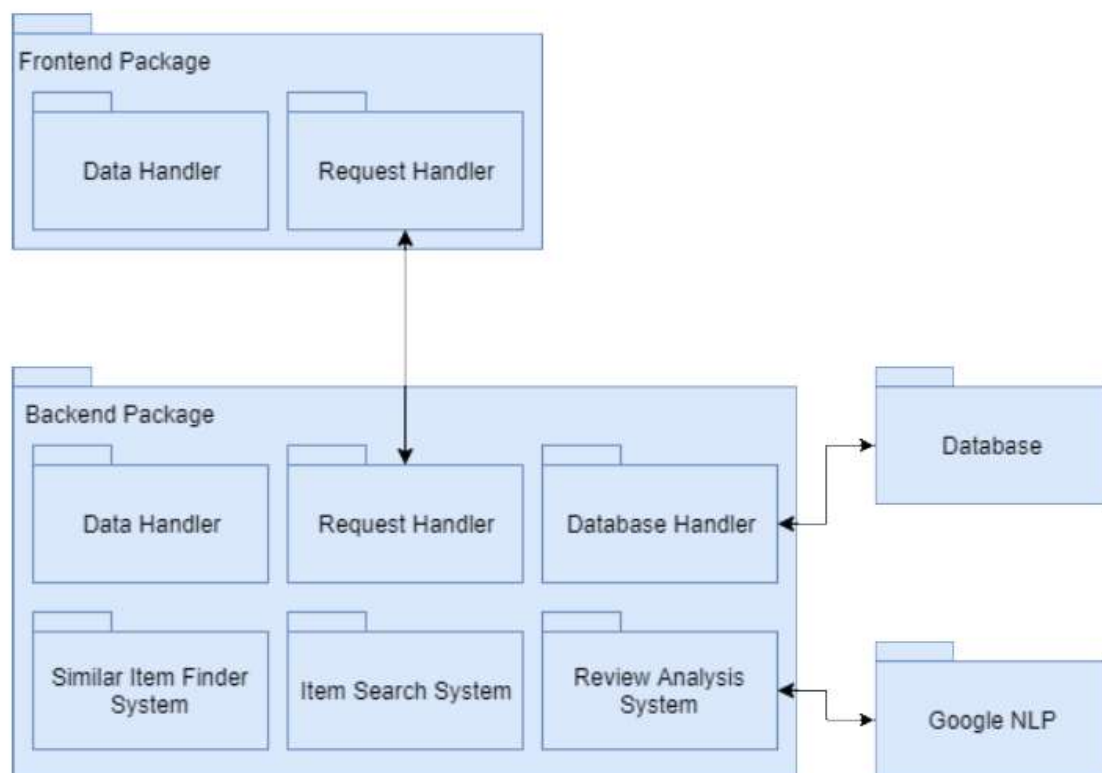 Frontend Package
Data Handler
Request Handler
Backend Package
Data Handler
Request Handler
Database Handler
Database
Similar Item Finder
System
Item Search System
Review Analysis
System
Google NLP